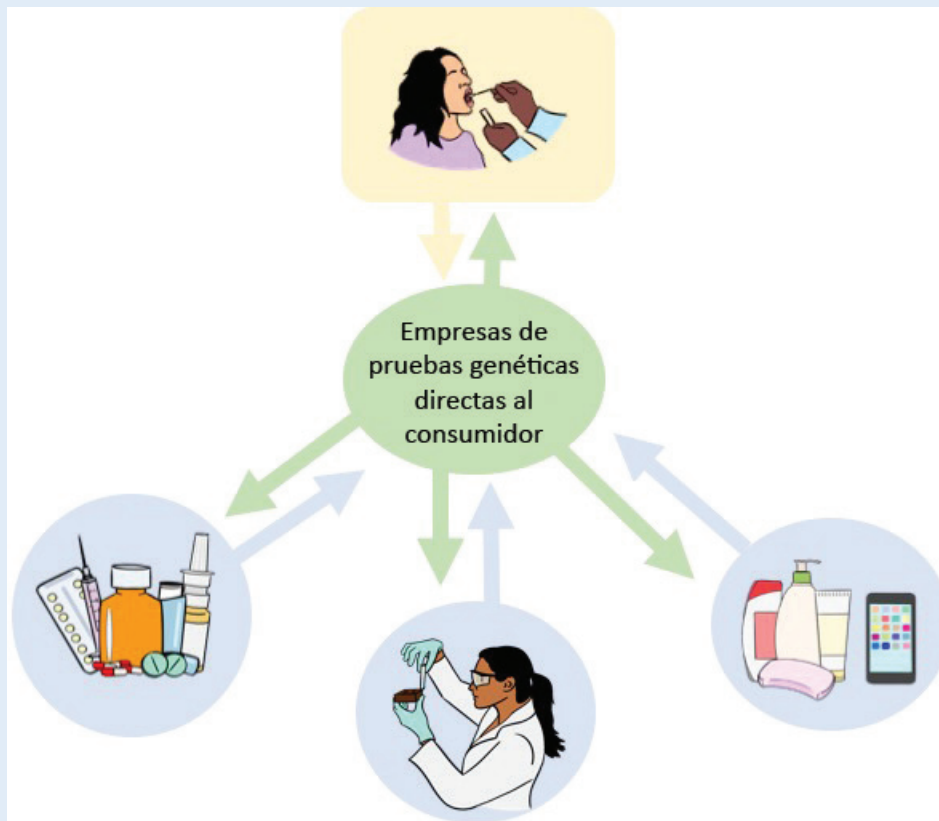 Empresas de
pruebas genéticas
directas al
consumidor